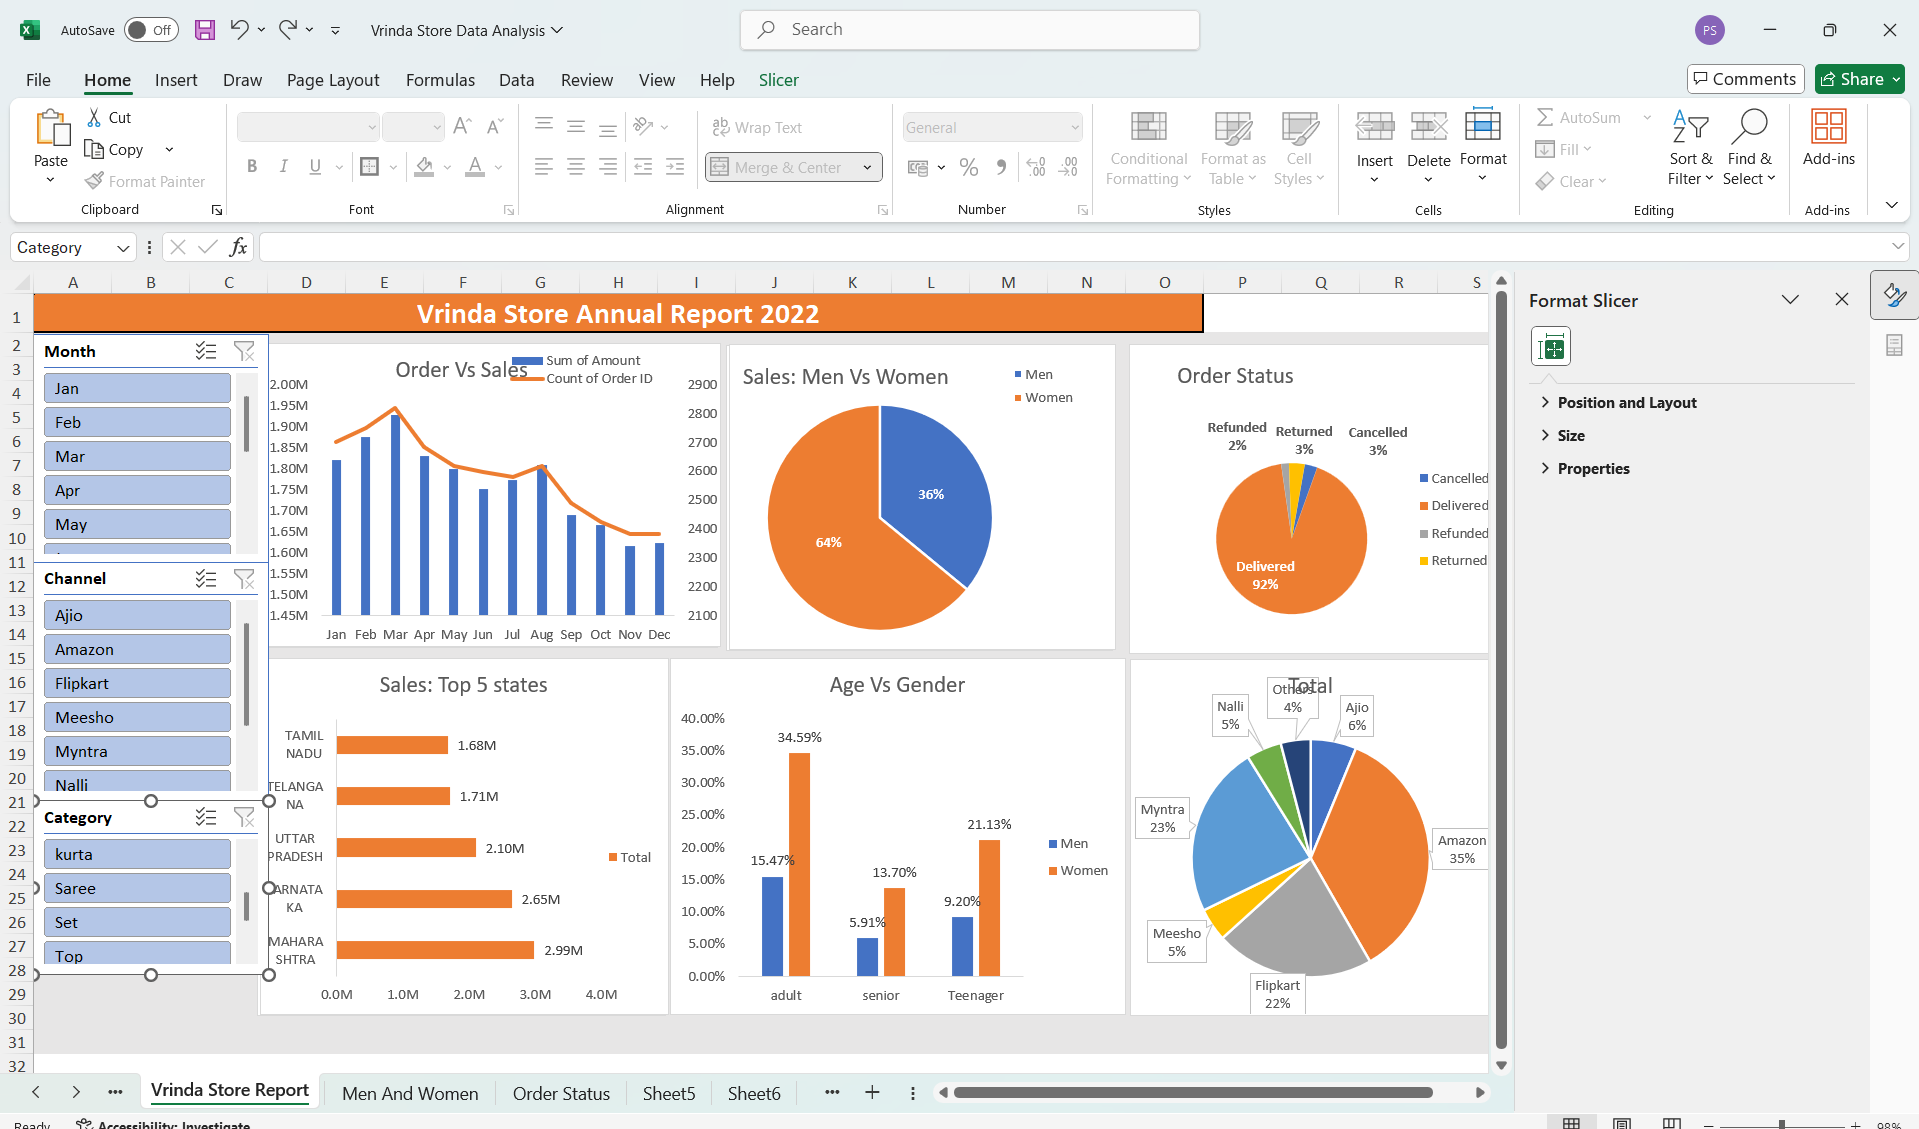 AutoSave Off Vrinda Store Data Analysis Search PS
File Home Insert Draw Page Layout Formulas Data Review View Help Slicer Comments Share
Paste
Cut
Copy
Format Painter
Clipboard
B I U A
Font
ab Wrap Text
Merge & Center
Alignment
General
Number
Conditional Formatting
Format as Table
Cell Styles
Styles
Insert Delete Format
Cells
AutoSum
Fill
Clear
Sort & Filter
Find & Select
Editing
Add-ins
Add-ins
Category fx
A B C D E F G H I J K L M N O P Q R S
1
2
3
4
5
6
7
8
9
10
11
12
13
14
15
16
17
18
19
20
21
22
23
24
25
26
27
28
29
30
31
32
Vrinda Store Annual Report 2022
Month
Jan
Feb
Mar
Apr
May
Channel
Ajio
Amazon
Flipkart
Meesho
Myntra
Nalli
Category
kurta
Saree
Set
Top
Order Vs Sales
Sum of Amount
Count of Order ID
2.00M
1.95M
1.90M
1.85M
1.80M
1.75M
1.70M
1.65M
1.60M
1.55M
1.50M
1.45M
2900
2800
2700
2600
2500
2400
2300
2200
2100
Jan Feb Mar Apr May Jun Jul Aug Sep Oct Nov Dec
Sales: Men Vs Women
Men
Women
36%
64%
Order Status
Refunded
2%
Returned
3%
Cancelled
3%
Delivered
92%
Cancelled
Delivered
Refunded
Returned
Sales: Top 5 states
TAMIL
NADU
1.68M
TELANGA
NA
1.71M
UTTAR
PRADESH
2.10M
ARNATA
KA
2.65M
MAHARA
SHTRA
2.99M
Total
0.0M 1.0M 2.0M 3.0M 4.0M
Age Vs Gender
40.00%
35.00%
30.00%
25.00%
20.00%
15.00%
10.00%
5.00%
0.00%
34.59%
15.47%
5.91%
13.70%
9.20%
21.13%
adult senior Teenager
Men
Women
Total
Others
4%
Nalli
5%
Ajio
6%
Myntra
23%
Amazon
35%
Meesho
5%
Flipkart
22%
Format Slicer
Position and Layout
Size
Properties
Vrinda Store Report Men And Women Order Status Sheet5 Sheet6
Ready Accessibility: Investigate 98%